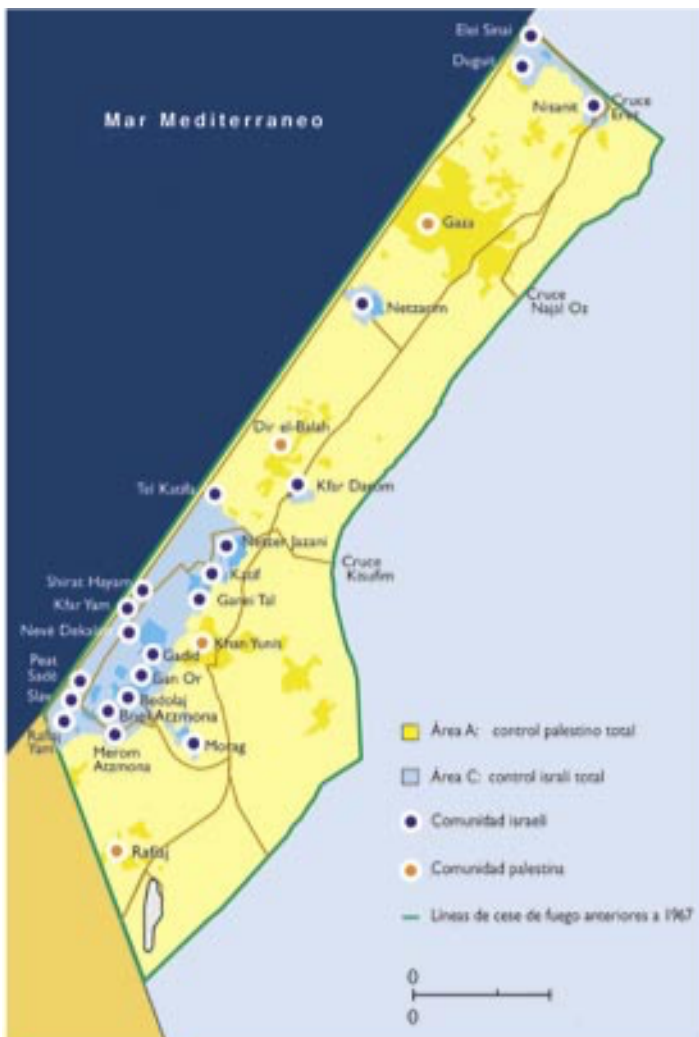 Elei Sinai
Duguit
Nisanit
Cruce
Erez
Mar Mediterraneo
Gaza
Netzarim
Cruce
Najal Oz
Dir el-Balah
Kfar Darom
Tel Katifa
Netzer Jazani
Cruce
Kisufim
Katif
Shirat Hayam
Ganei Tal
Kfar Yam
Nevé Dekalim
Khan Yunis
Gadid
Peat
Sadé
Gan Or
Slav
Bedolaj
Atzmona
Rafiaj
Yam
Merom
Atzmona
Morag
Rafiaj
Área A: control palestino total
Área C: control israli total
Comunidad israelí
Comunidad palestina
Líneas de cese de fuego anteriores a 1967
0
0